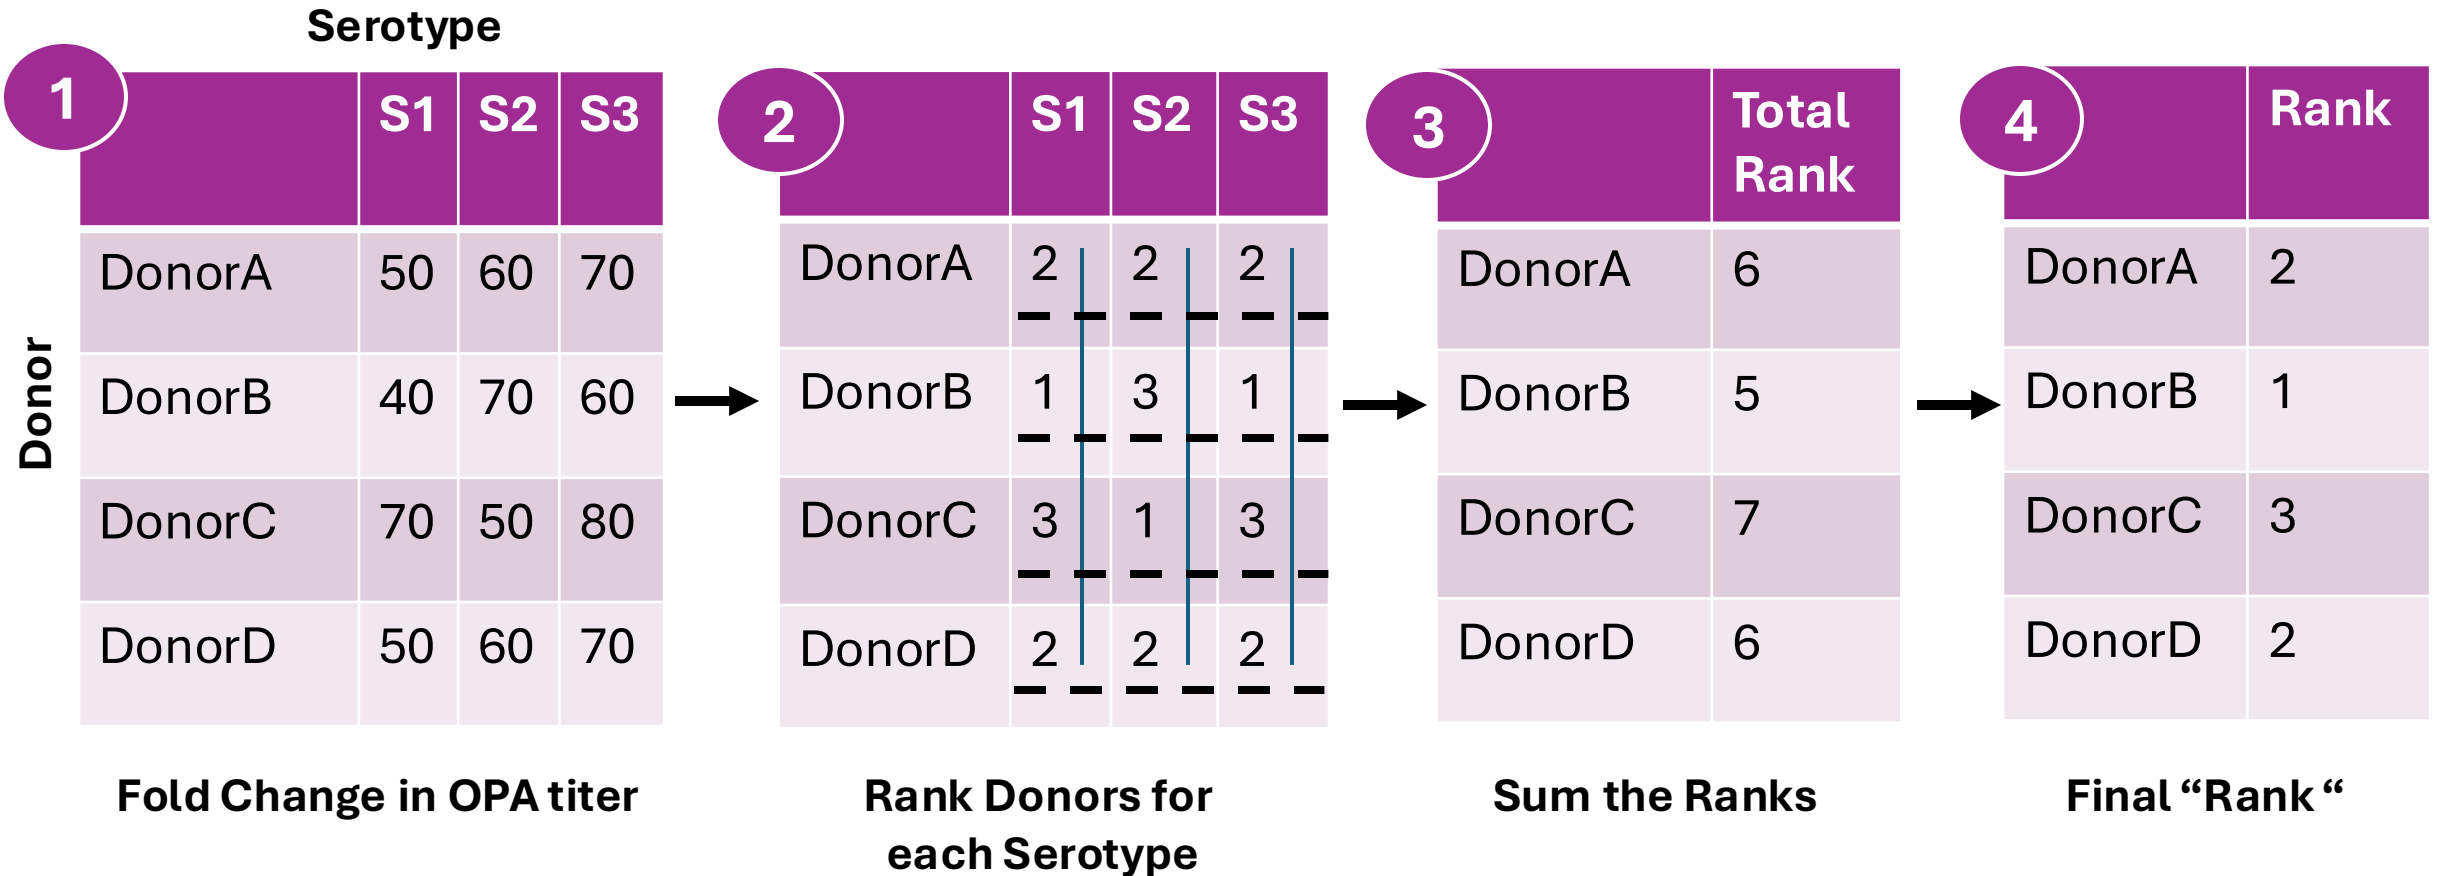 Serotype
1
S1 S2 S3
DonorA 50 60 70
DonorB 40 70 60
DonorC 70 50 80
DonorD 50 60 70
Donor
Fold Change in OPA titer
2
S1 S2 S3
DonorA 2 2 2
DonorB 1 3 1
DonorC 3 1 3
DonorD 2 2 2
Rank Donors for
each Serotype
3
Total
Rank
DonorA 6
DonorB 5
DonorC 7
DonorD 6
Sum the Ranks
4
Rank
DonorA 2
DonorB 1
DonorC 3
DonorD 2
Final “Rank “